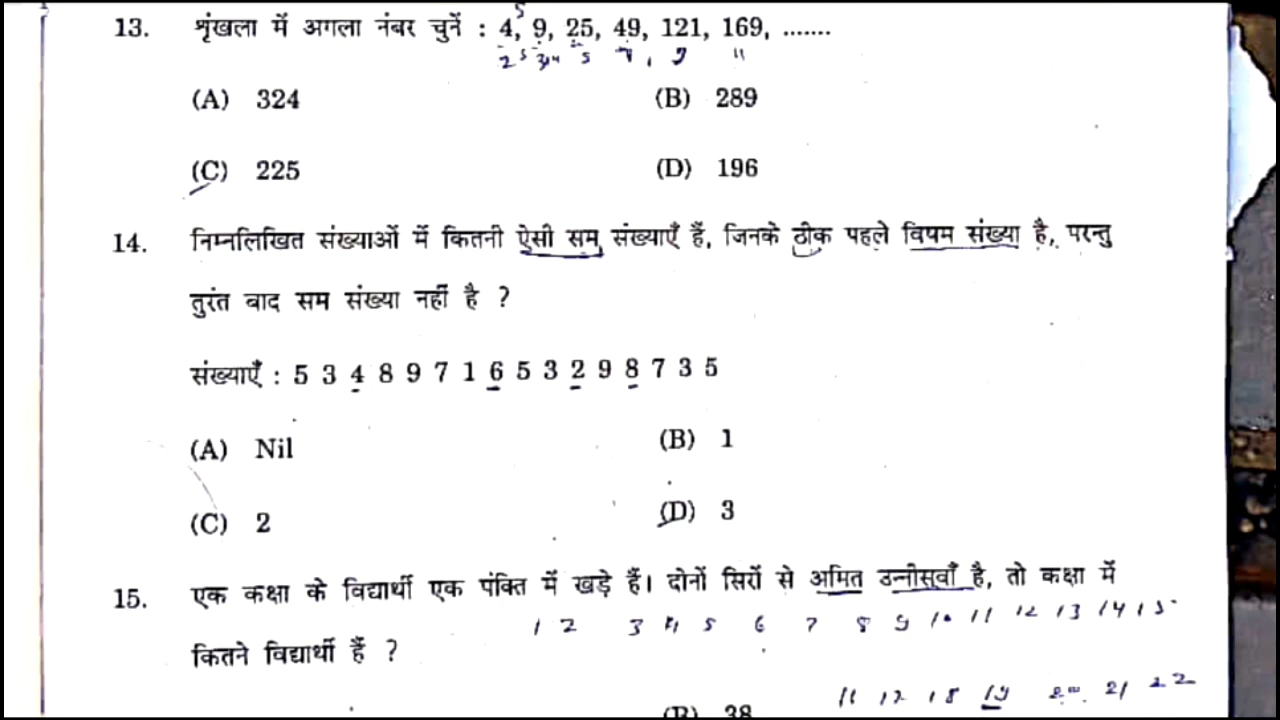 13. शृंखला में अगला नंबर चुनें : 4, 9, 25, 49, 121, 169, .......
(A) 324 (B) 289
(C) 225 (D) 196
14. निम्नलिखित संख्याओं में कितनी ऐसी सम संख्याएँ हैं, जिनके ठीक पहले विषम संख्या है, परन्तु
तुरंत बाद सम संख्या नहीं है ?
संख्याएँ : 5 3 4 8 9 7 1 6 5 3 2 9 8 7 3 5
(A) Nil (B) 1
(C) 2 (D) 3
15. एक कक्षा के विद्यार्थी एक पंक्ति में खड़े हैं। दोनों सिरों से अमित उन्नीसवाँ है, तो कक्षा में
1 2 3 4 5 6 7 8 9 10 11 12 13 14 15
कितने विद्यार्थी हैं ?
19 21 22
(B) 38